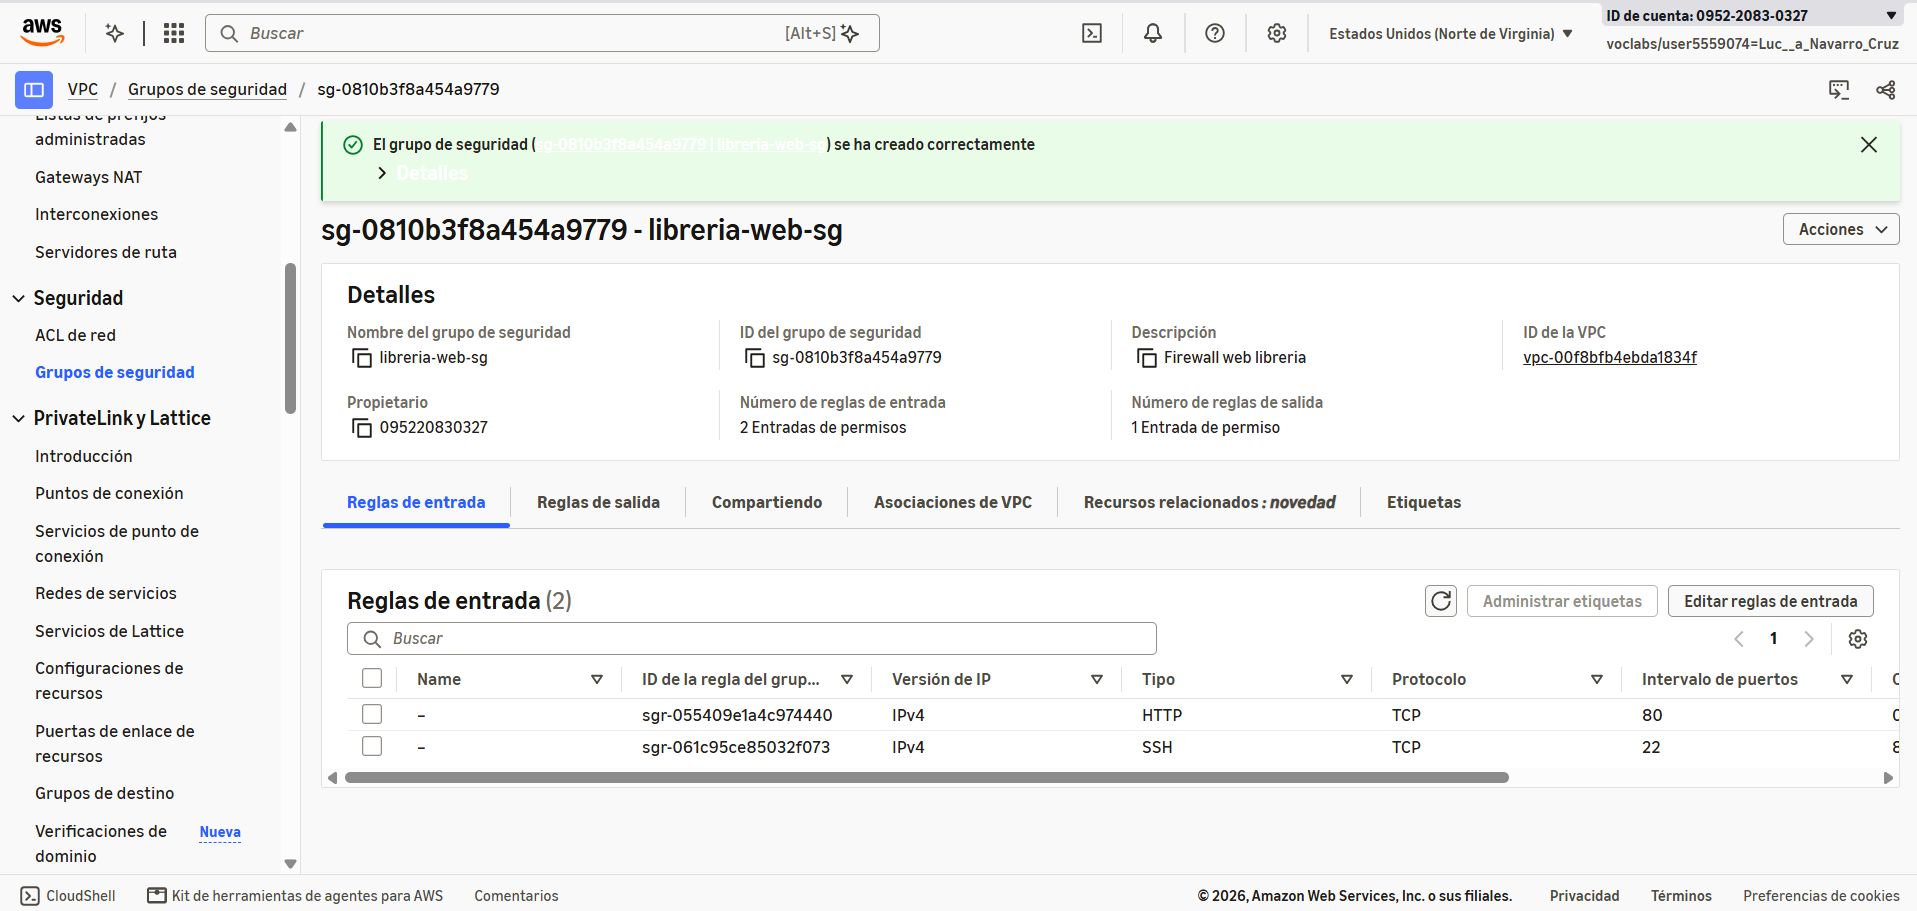 aws
Buscar
[Alt+S]
Estados Unidos (Norte de Virginia)
ID de cuenta: 0952-2083-0327
voclabs/user5559074=Luc__a_Navarro_Cruz
VPC / Grupos de seguridad / sg-0810b3f8a454a9779
Listas de prefijos
administradas
Gateways NAT
Interconexiones
Servidores de ruta
Seguridad
ACL de red
Grupos de seguridad
PrivateLink y Lattice
Introducción
Puntos de conexión
Servicios de punto de
conexión
Redes de servicios
Servicios de Lattice
Configuraciones de
recursos
Puertas de enlace de
recursos
Grupos de destino
Verificaciones de
dominio
Nueva
El grupo de seguridad (sg-0810b3f8a454a9779 | libreria-web-sg) se ha creado correctamente
Detalles
sg-0810b3f8a454a9779 - libreria-web-sg
Acciones
Detalles
Nombre del grupo de seguridad
libreria-web-sg
ID del grupo de seguridad
sg-0810b3f8a454a9779
Descripción
Firewall web libreria
ID de la VPC
vpc-00f8bfb4ebda1834f
Propietario
095220830327
Número de reglas de entrada
2 Entradas de permisos
Número de reglas de salida
1 Entrada de permiso
Reglas de entrada
Reglas de salida
Compartiendo
Asociaciones de VPC
Recursos relacionados : novedad
Etiquetas
Reglas de entrada (2)
Administrar etiquetas
Editar reglas de entrada
Buscar
1
Name ID de la regla del grup... Versión de IP Tipo Protocolo Intervalo de puertos
– sgr-055409e1a4c974440 IPv4 HTTP TCP 80
– sgr-061c95ce85032f073 IPv4 SSH TCP 22
CloudShell
Kit de herramientas de agentes para AWS
Comentarios
© 2026, Amazon Web Services, Inc. o sus filiales.
Privacidad
Términos
Preferencias de cookies